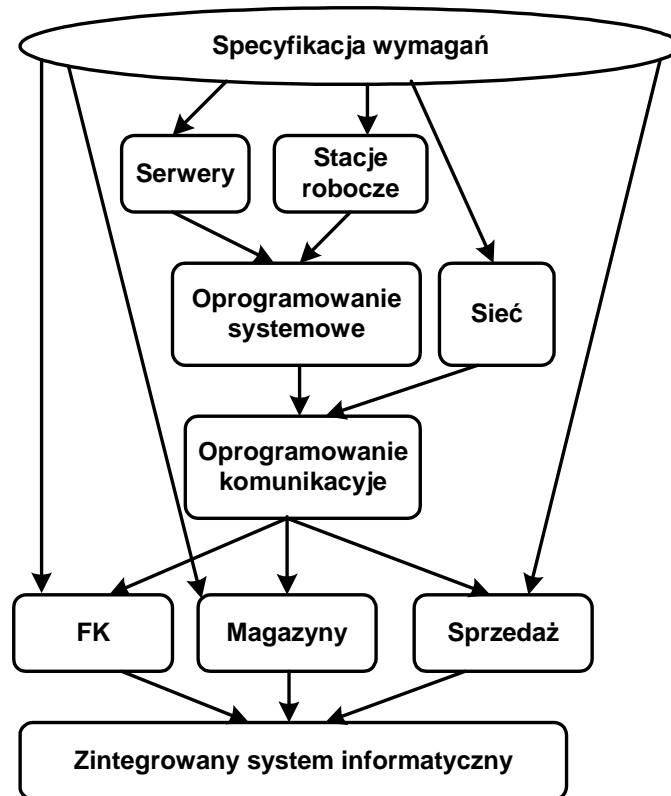 Specyfikacja wymagań
Serwery
Stacje
robocze
Oprogramowanie
systemowe
Sieć
Oprogramowanie
komunikacyje
FK
Magazyny
Sprzedaż
Zintegrowany system informatyczny